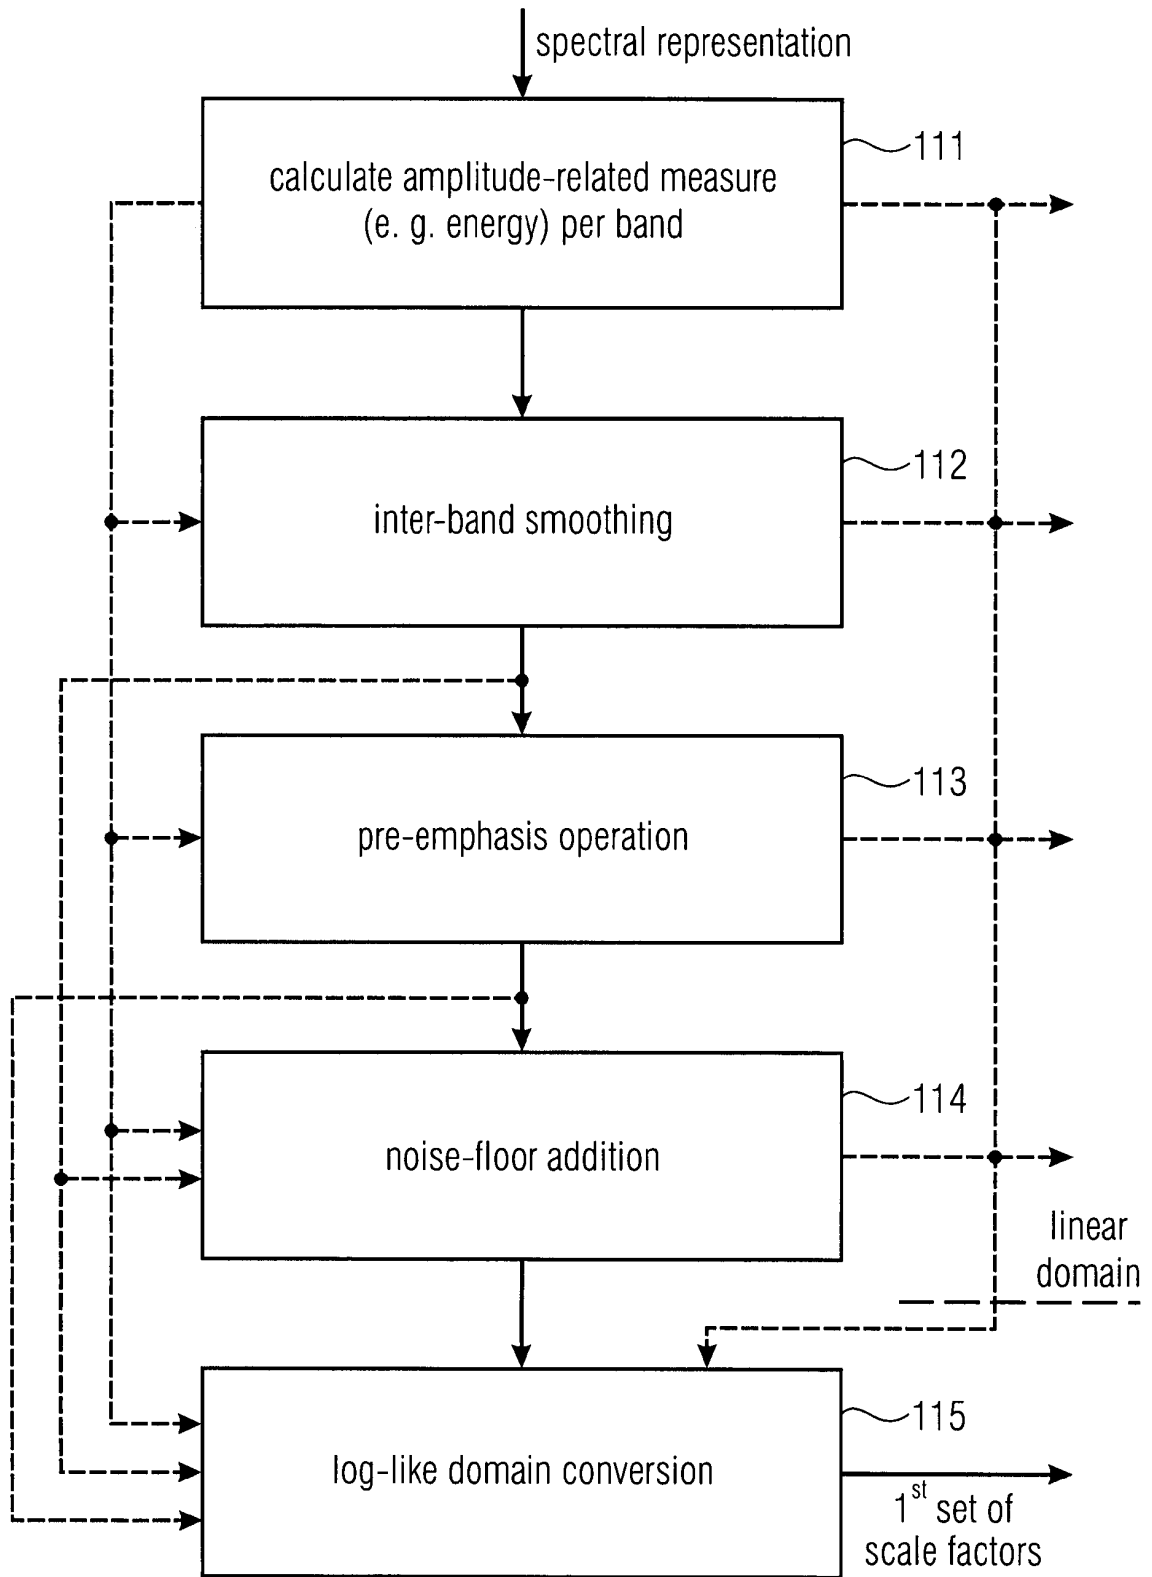 spectral representation
111
calculate amplitude-related measure
(e. g. energy) per band
112
inter-band smoothing
113
pre-emphasis operation
114
noise-floor addition
linear
domain
115
log-like domain conversion
1st set of
scale factors